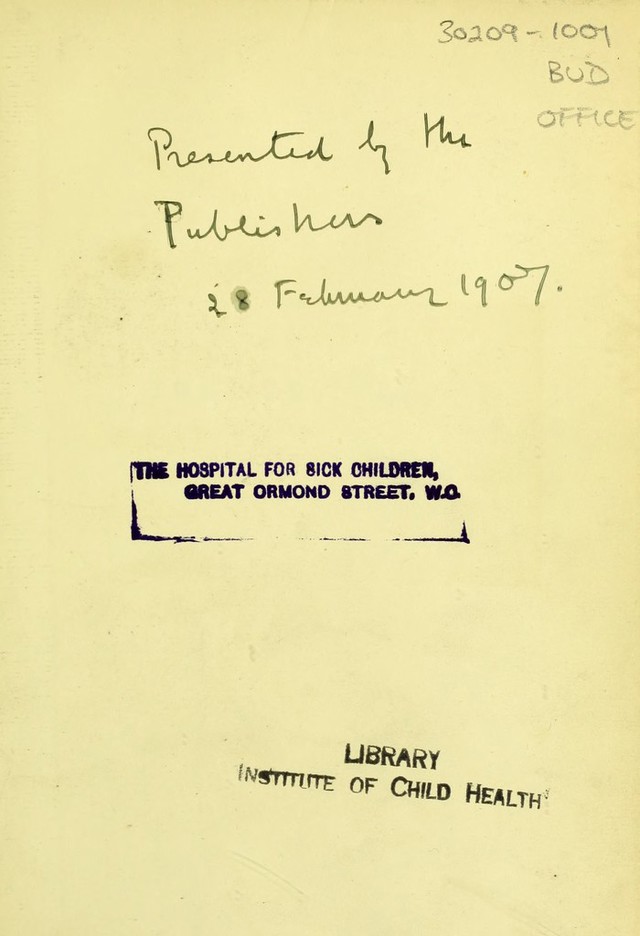 30209-1001
BUD
OFFICE
Presented by the
Publishers
28 February 1907.
THE HOSPITAL FOR SICK CHILDREN,
GREAT ORMOND STREET. W.C.
LIBRARY
INSTITUTE OF CHILD HEALTH